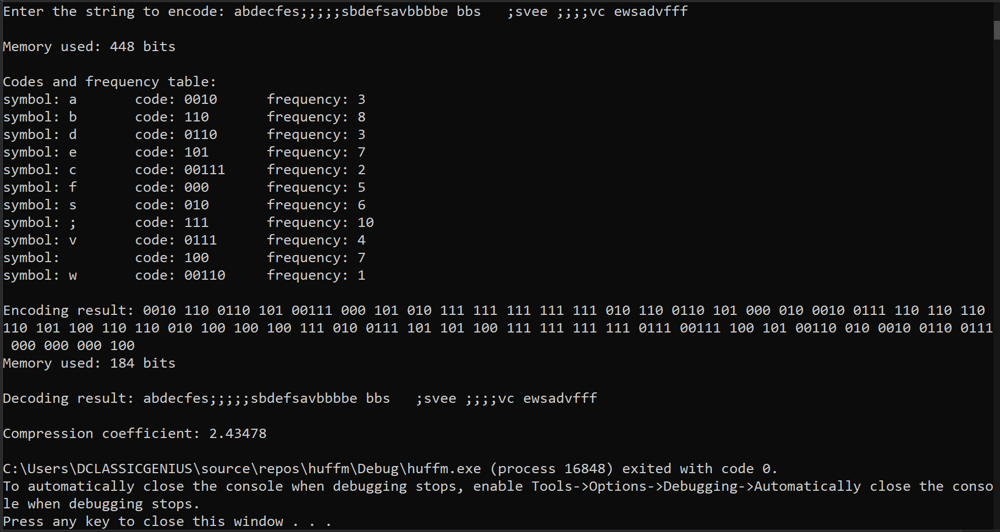 Enter the string to encode: abdecfes;;;;;sbdefsavbbbbe bbs   ;svee ;;;;vc ewsadvfff
Memory used: 448 bits
Codes and frequency table:
symbol: a       code: 0010      frequency: 3
symbol: b       code: 110       frequency: 8
symbol: d       code: 0110      frequency: 3
symbol: e       code: 101       frequency: 7
symbol: c       code: 00111     frequency: 2
symbol: f       code: 000       frequency: 5
symbol: s       code: 010       frequency: 6
symbol: ;       code: 111       frequency: 10
symbol: v       code: 0111      frequency: 4
symbol:         code: 100       frequency: 7
symbol: w       code: 00110     frequency: 1
Encoding result: 0010 110 0110 101 00111 000 101 010 111 111 111 111 111 010 110 0110 101 000 010 0010 0111 110 110 110
110 101 100 110 110 010 100 100 100 111 010 0111 101 101 100 111 111 111 111 0111 00111 100 101 00110 010 0010 0110 0111
 000 000 000 100
Memory used: 184 bits
Decoding result: abdecfes;;;;;sbdefsavbbbbe bbs   ;svee ;;;;vc ewsadvfff
Compression coefficient: 2.43478
C:\Users\DCLASSICGENIUS\source\repos\huffm\Debug\huffm.exe (process 16848) exited with code 0.
To automatically close the console when debugging stops, enable Tools->Options->Debugging->Automatically close the conso
le when debugging stops.
Press any key to close this window . . .